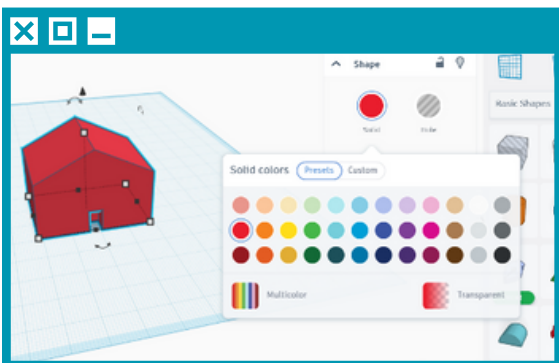 Shape
Basic Shapes
Solid
Hole
Solid colors
Presets
Custom
Multicolor
Transparent